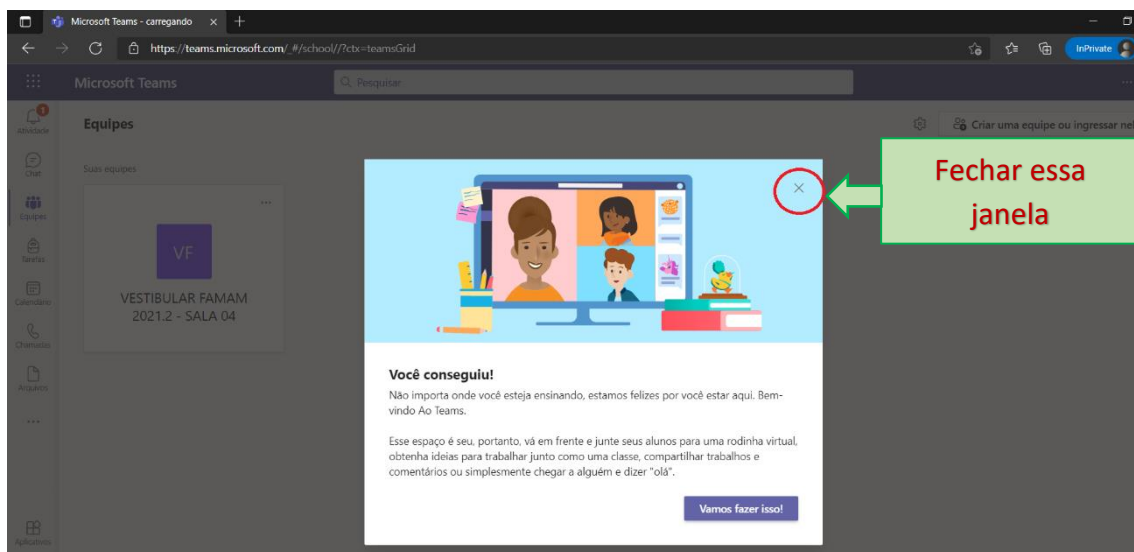 Microsoft Teams - carregando
https://teams.microsoft.com/_#/school//?ctx=teamsGrid
InPrivate
Microsoft Teams
Pesquisar
1
Atividade
Equipes
Criar uma equipe ou ingressar nel
Fechar essa
janela
Chat
Suas equipes
Equipes
VF
Tarefas
VESTIBULAR FAMAM
2021.2 - SALA 04
Calendário
Chamadas
Arquivos
Você conseguiu!
Não importa onde você esteja ensinando, estamos felizes por você estar aqui. Bem-
vindo Ao Teams.
Esse espaço é seu, portanto, vá em frente e junte seus alunos para uma rodinha virtual,
obtenha ideias para trabalhar junto como uma classe, compartilhar trabalhos e
comentários ou simplesmente chegar a alguém e dizer "olá".
Vamos fazer isso!
Aplicativos